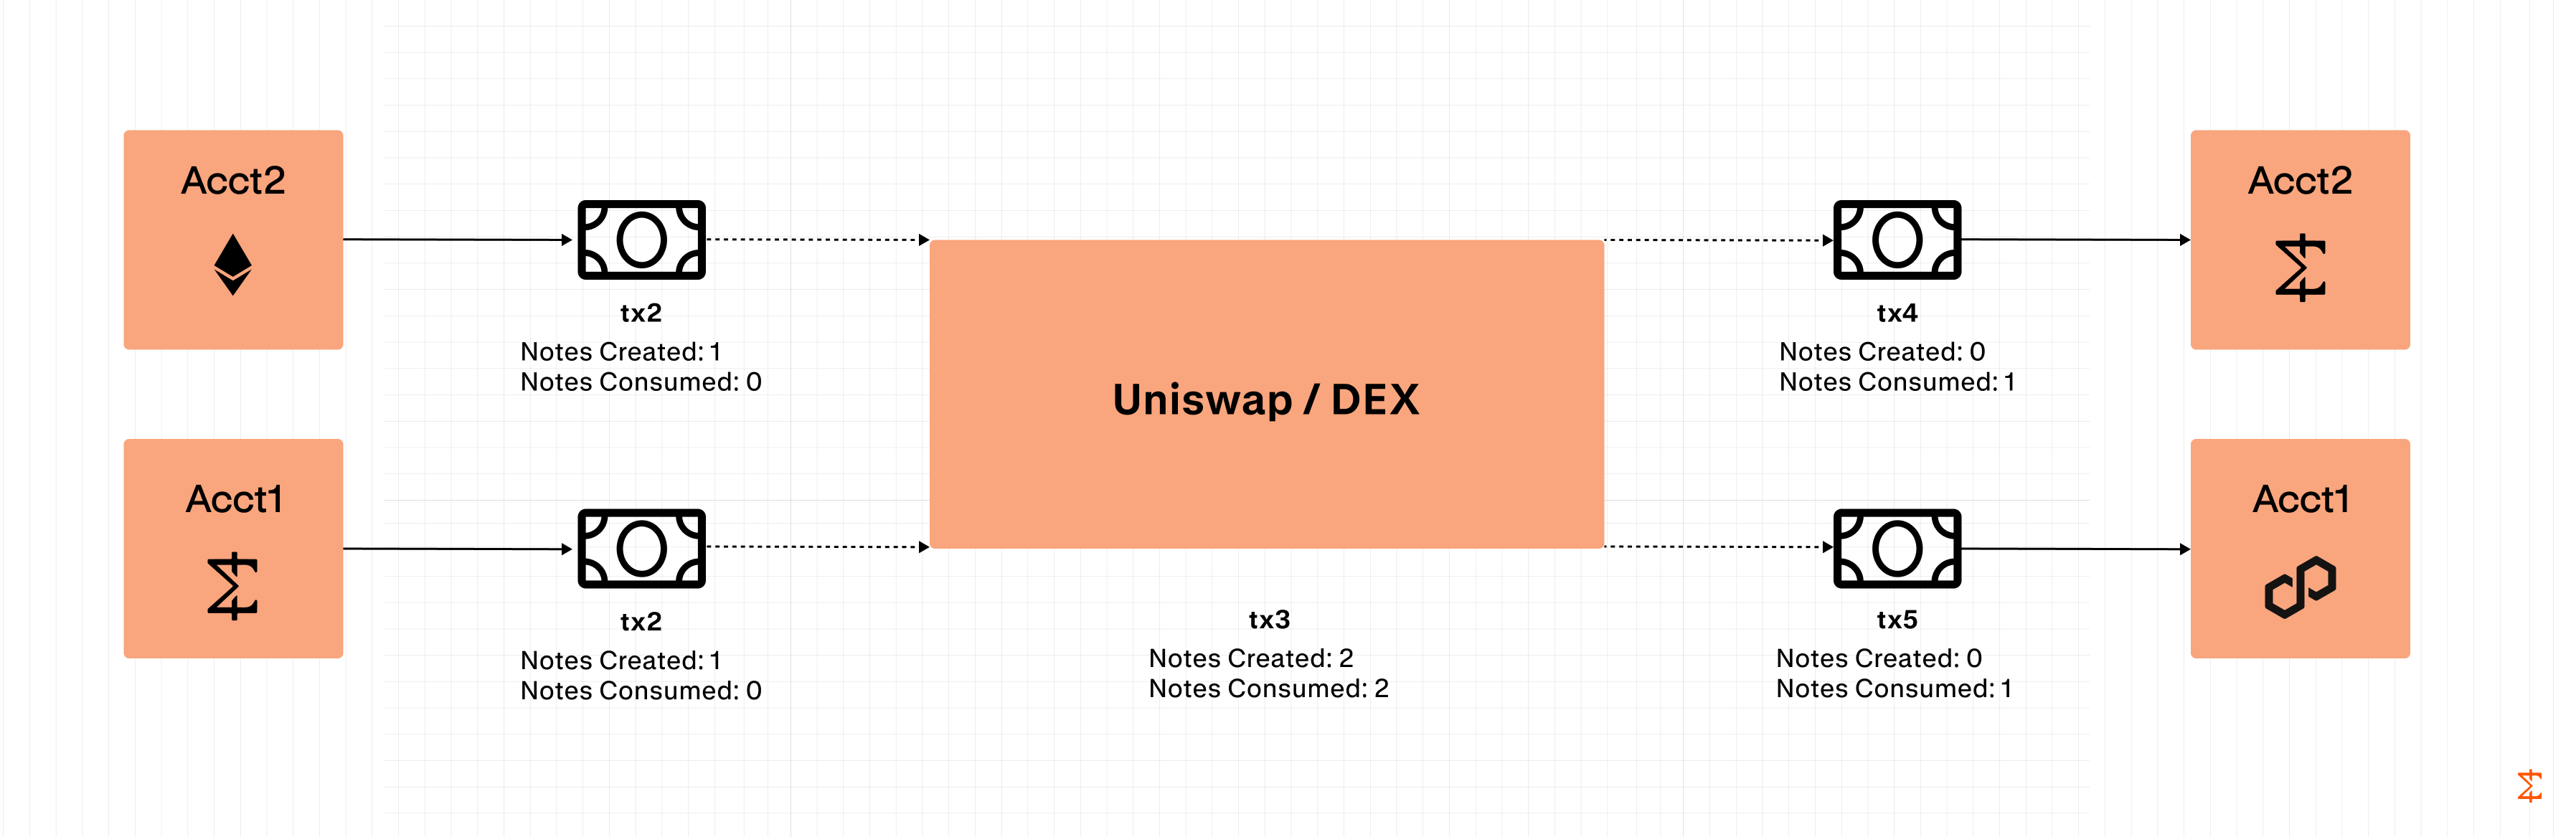 Acct2
tx2
Notes Created: 1
Notes Consumed: 0
Acct1
tx2
Notes Created: 1
Notes Consumed: 0
Uniswap / DEX
tx3
Notes Created: 2
Notes Consumed: 2
tx4
Notes Created: 0
Notes Consumed: 1
Acct2
tx5
Notes Created: 0
Notes Consumed: 1
Acct1